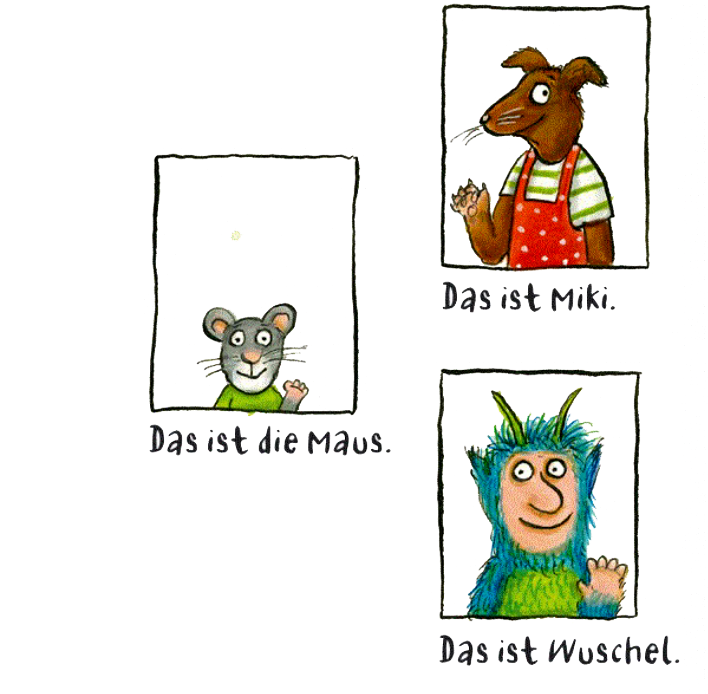 Das ist Miki.
Das ist die Maus.
Das ist Wuschel.